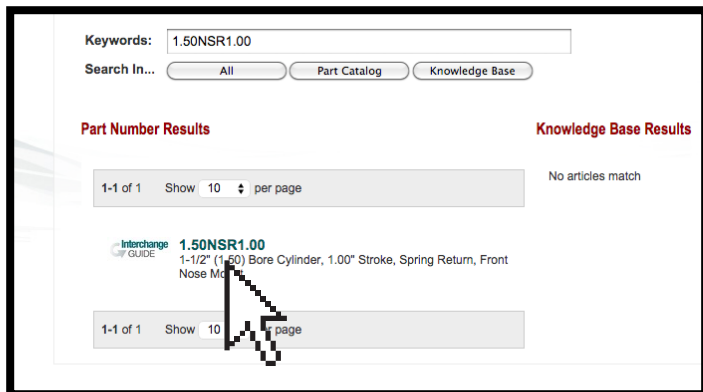 Keywords: 1.50NSR1.00
Search In... All Part Catalog Knowledge Base
Part Number Results
Knowledge Base Results
1-1 of 1 Show 10 per page
No articles match
Interchange GUIDE
1.50NSR1.00
1-1/2" (1.50) Bore Cylinder, 1.00" Stroke, Spring Return, Front
Nose
1-1 of 1 Show 10 page